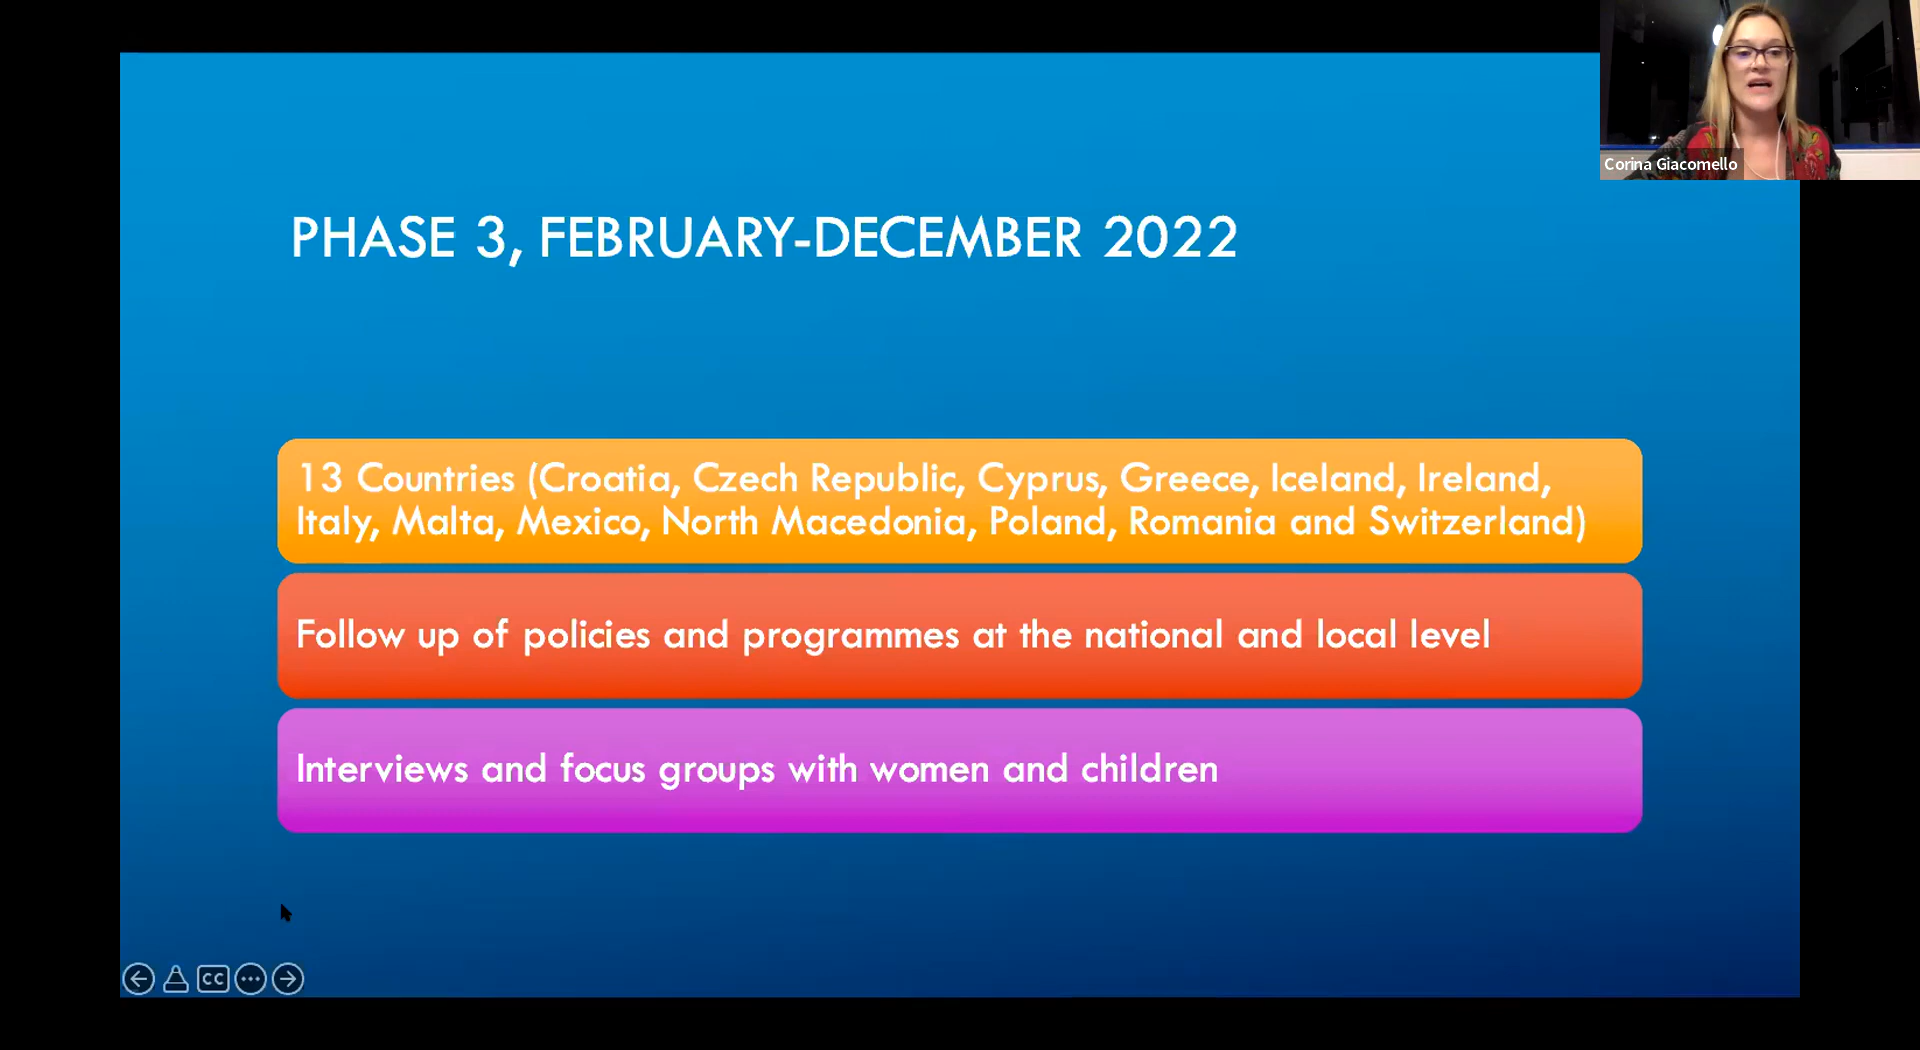 Corina Giacomello
PHASE 3, FEBRUARY-DECEMBER 2022
13 Countries (Croatia, Czech Republic, Cyprus, Greece, Iceland, Ireland,
Italy, Malta, Mexico, North Macedonia, Poland, Romania and Switzerland)
Follow up of policies and programmes at the national and local level
Interviews and focus groups with women and children
CC